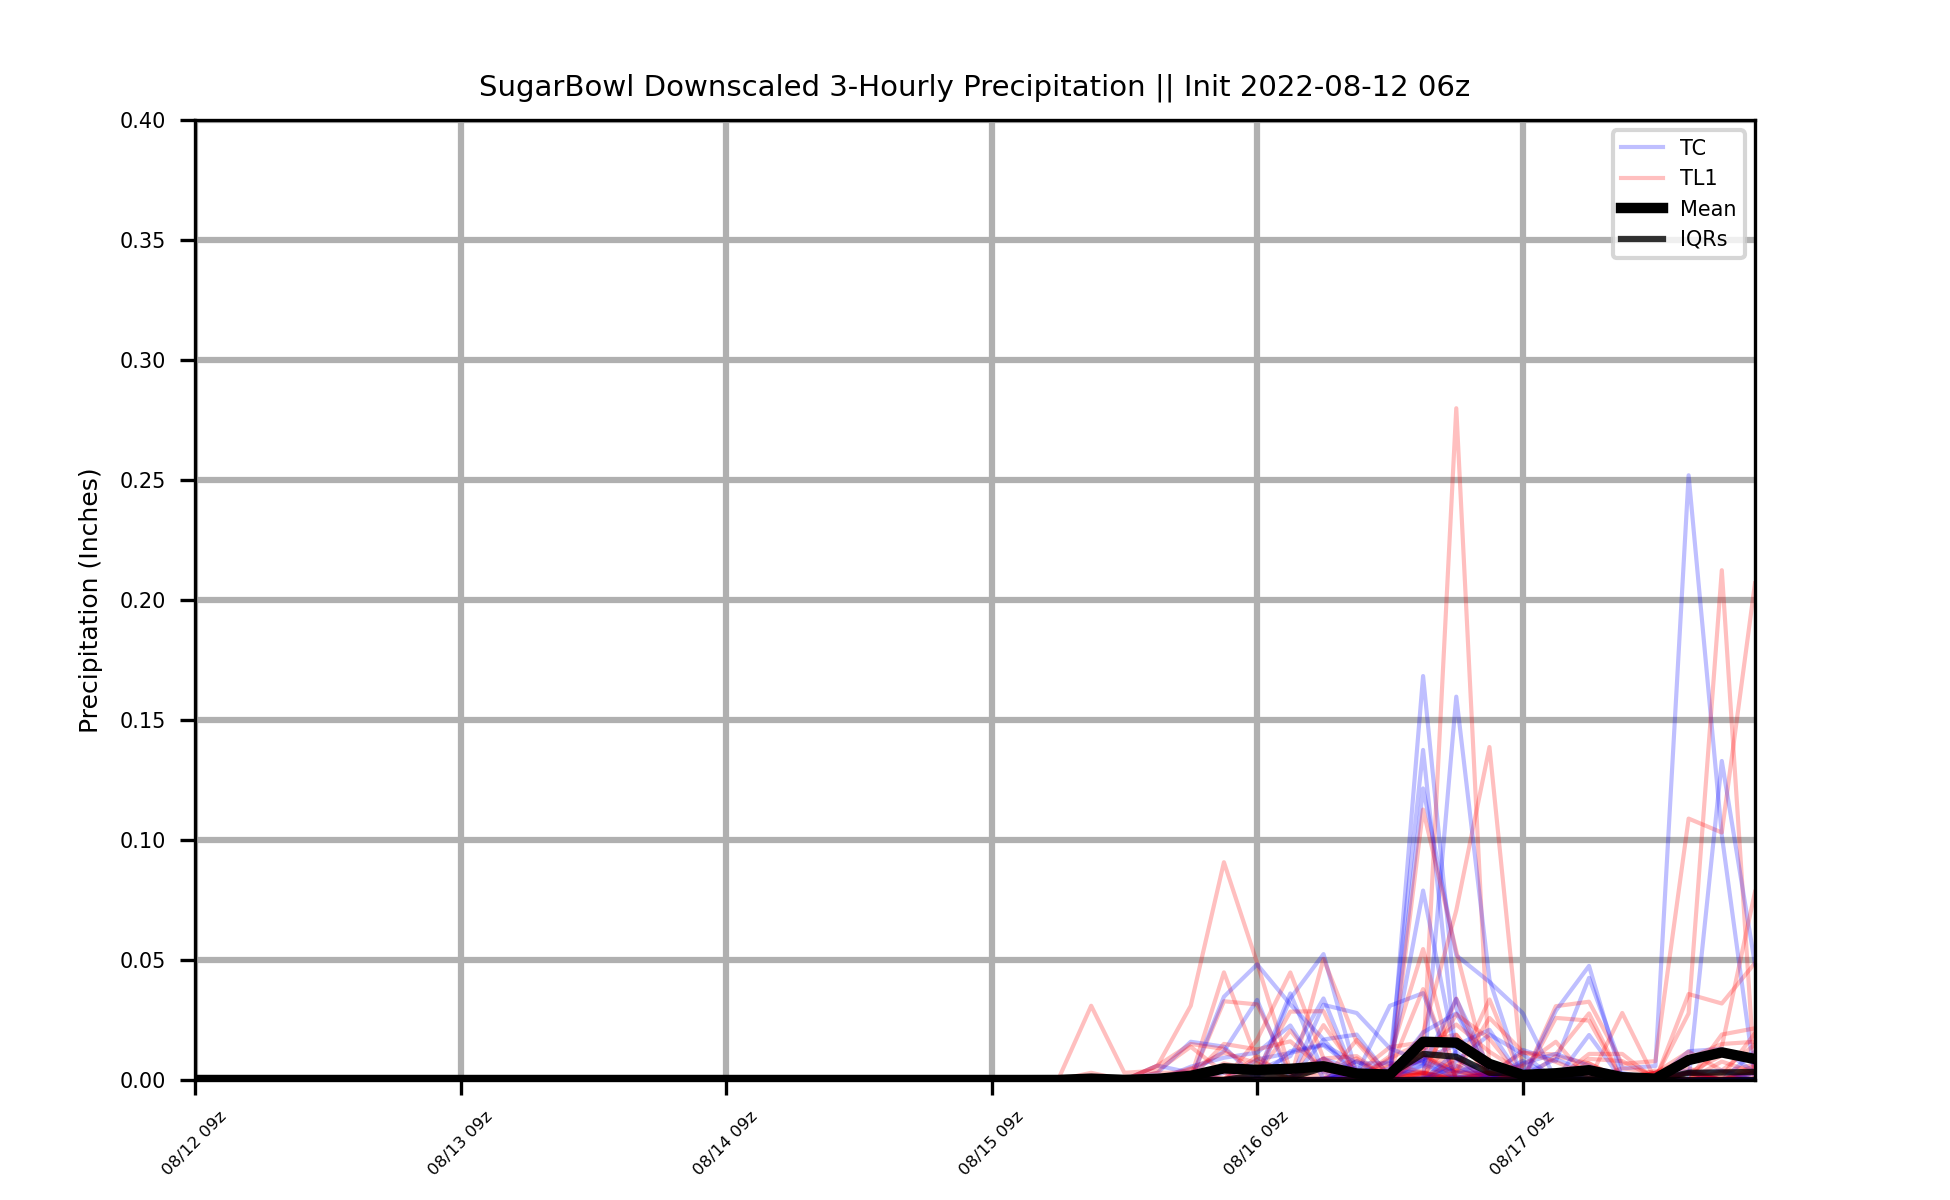 SugarBowl Downscaled 3-Hourly Precipitation || Init 2022-08-12 06z
Precipitation (Inches)
0.40
0.35
0.30
0.25
0.20
0.15
0.10
0.05
0.00
TC
TL1
Mean
IQRs
08/12 09z
08/13 09z
08/14 09z
08/15 09z
08/16 09z
08/17 09z